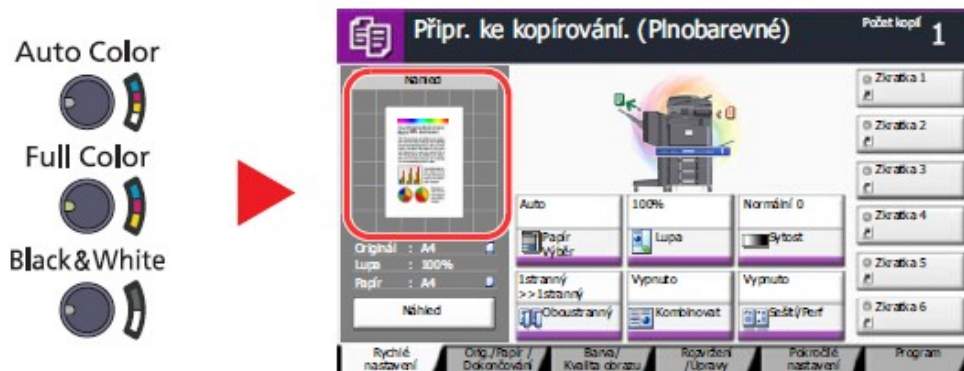 Auto Color
Full Color
Black&White
Připr. ke kopírování. (Plnobarevné)
Počet kopií
1
Náhled
Originál : A4
Lupa : 100%
Papír : A4
Náhled
Auto
Papír
Výběr
100%
Lupa
Normální 0
Sytost
1stranný
>>1stranný
Oboustranný
Vypnuto
Kombinovat
Vypnuto
Sešít/Perf
Zkratka 1
Zkratka 2
Zkratka 3
Zkratka 4
Zkratka 5
Zkratka 6
Rychlé
nastavení
Orig./Papír /
Dokončování
Barva/
Kvalita obrazu
Rozvržení
/Úpravy
Pokročilé
nastavení
Program